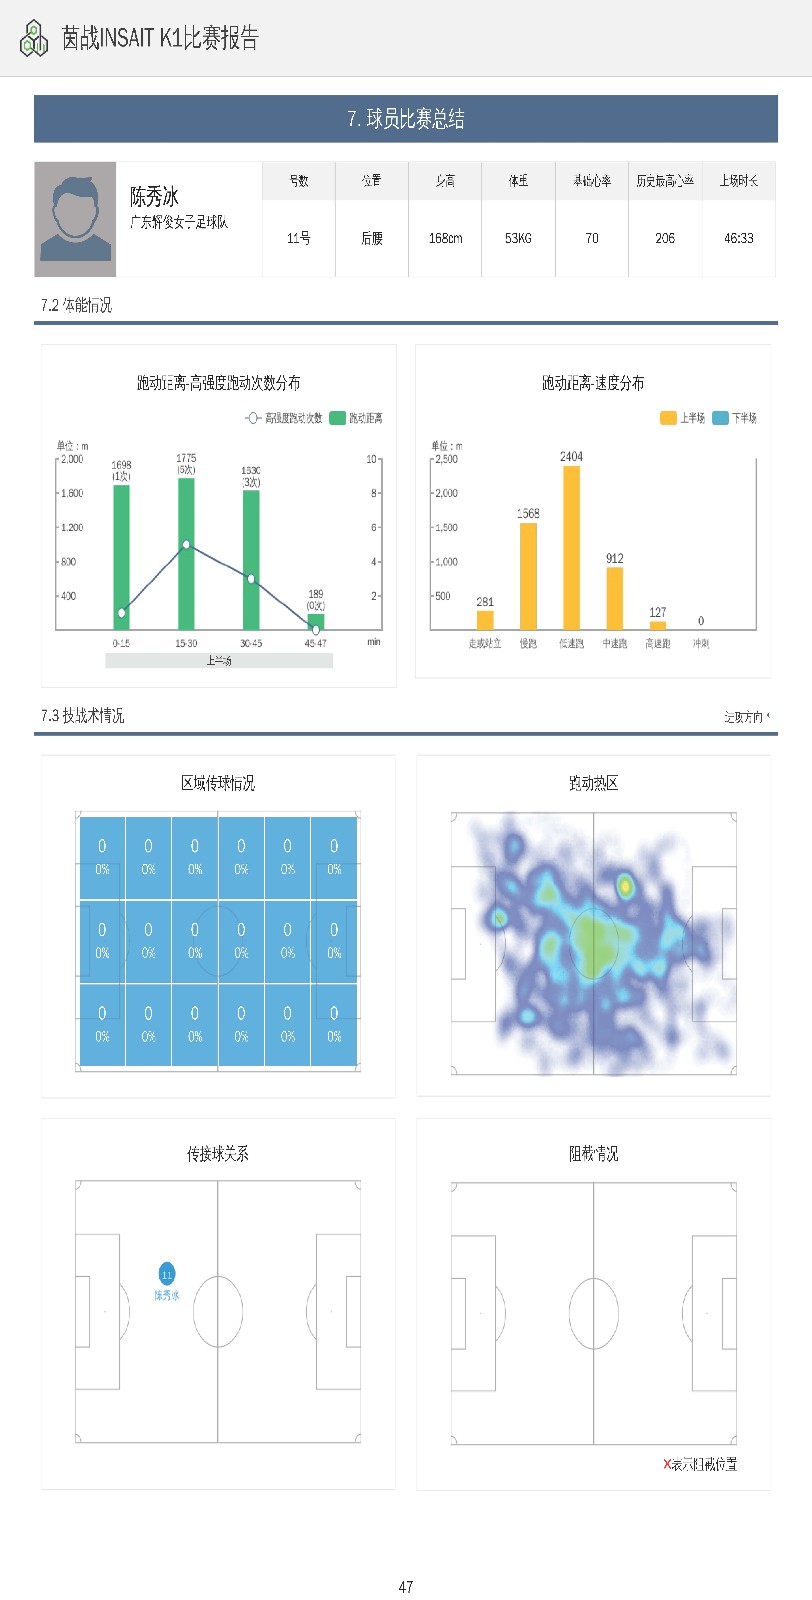 茵战INSAIT K1比赛报告
7. 球员比赛总结
陈秀冰
广东辉骏女子足球队
号数 位置 身高 体重 基础心率 历史最高心率 上场时长
11号 后腰 168cm 53KG 70 206 46:33
7.2 体能情况
跑动距离-高强度跑动次数分布
高强度跑动次数 跑动距离
单位：m
2,000
1,600
1,200
800
400
10
8
6
4
2
1698
(1次)
1775
(5次)
1630
(3次)
189
(0次)
0-15 15-30 30-45 45-47 min
上半场
跑动距离-速度分布
上半场 下半场
单位：m
2,500
2,000
1,500
1,000
500
281 1568 2404 912 127 0
走或站立 慢跑 低速跑 中速跑 高速跑 冲刺
7.3 技战术情况
进攻方向
区域传球情况
0 0 0 0 0 0
0% 0% 0% 0% 0% 0%
0 0 0 0 0 0
0% 0% 0% 0% 0% 0%
0 0 0 0 0 0
0% 0% 0% 0% 0% 0%
跑动热区
传接球关系
11
陈秀冰
阻截情况
X表示阻截位置
47